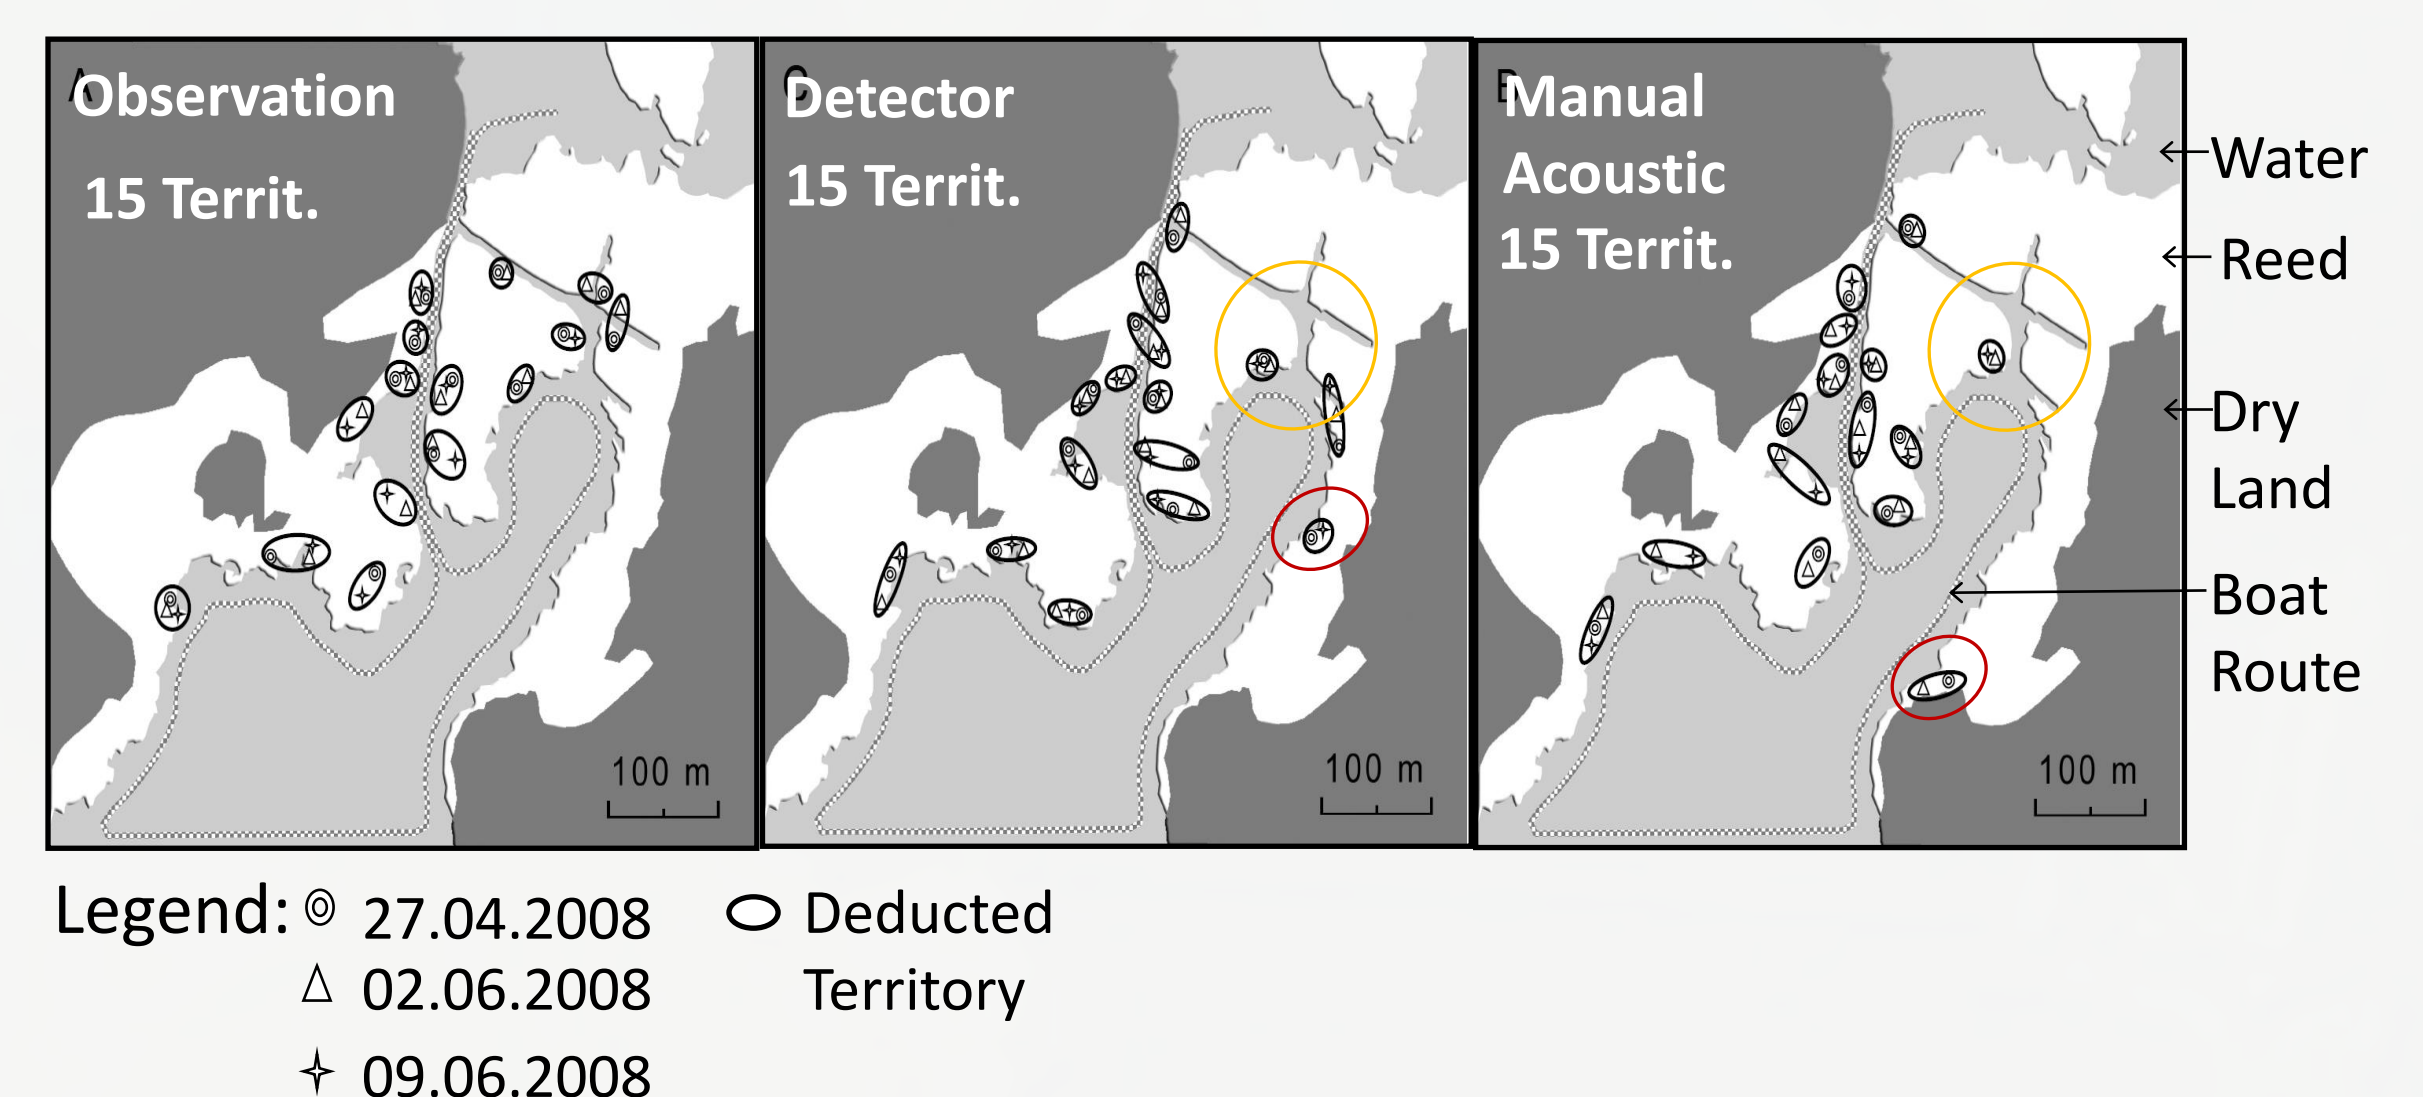 A
Observation
15 Territ.
100 m
C
Detector
15 Territ.
100 m
B
Manual
Acoustic
15 Territ.
100 m
Water
Reed
Dry
Land
Boat
Route
Legend:
27.04.2008
02.06.2008
09.06.2008
Deducted
Territory